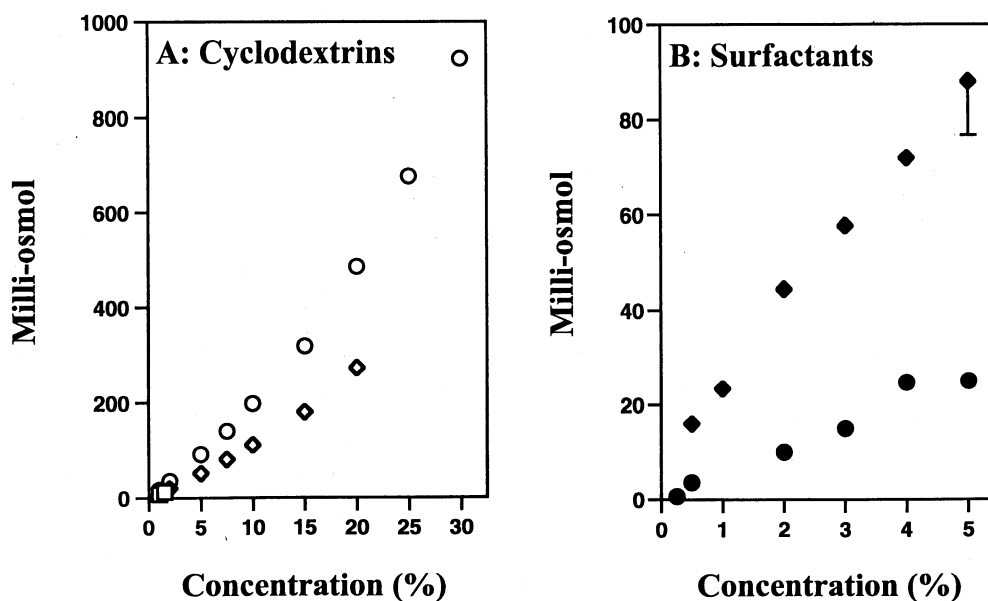 A: Cyclodextrins
1000
800
600
400
200
0
0 5 10 15 20 25 30
Milli-osmol
Concentration (%)
B: Surfactants
100
80
60
40
20
0
0 1 2 3 4 5
Milli-osmol
Concentration (%)